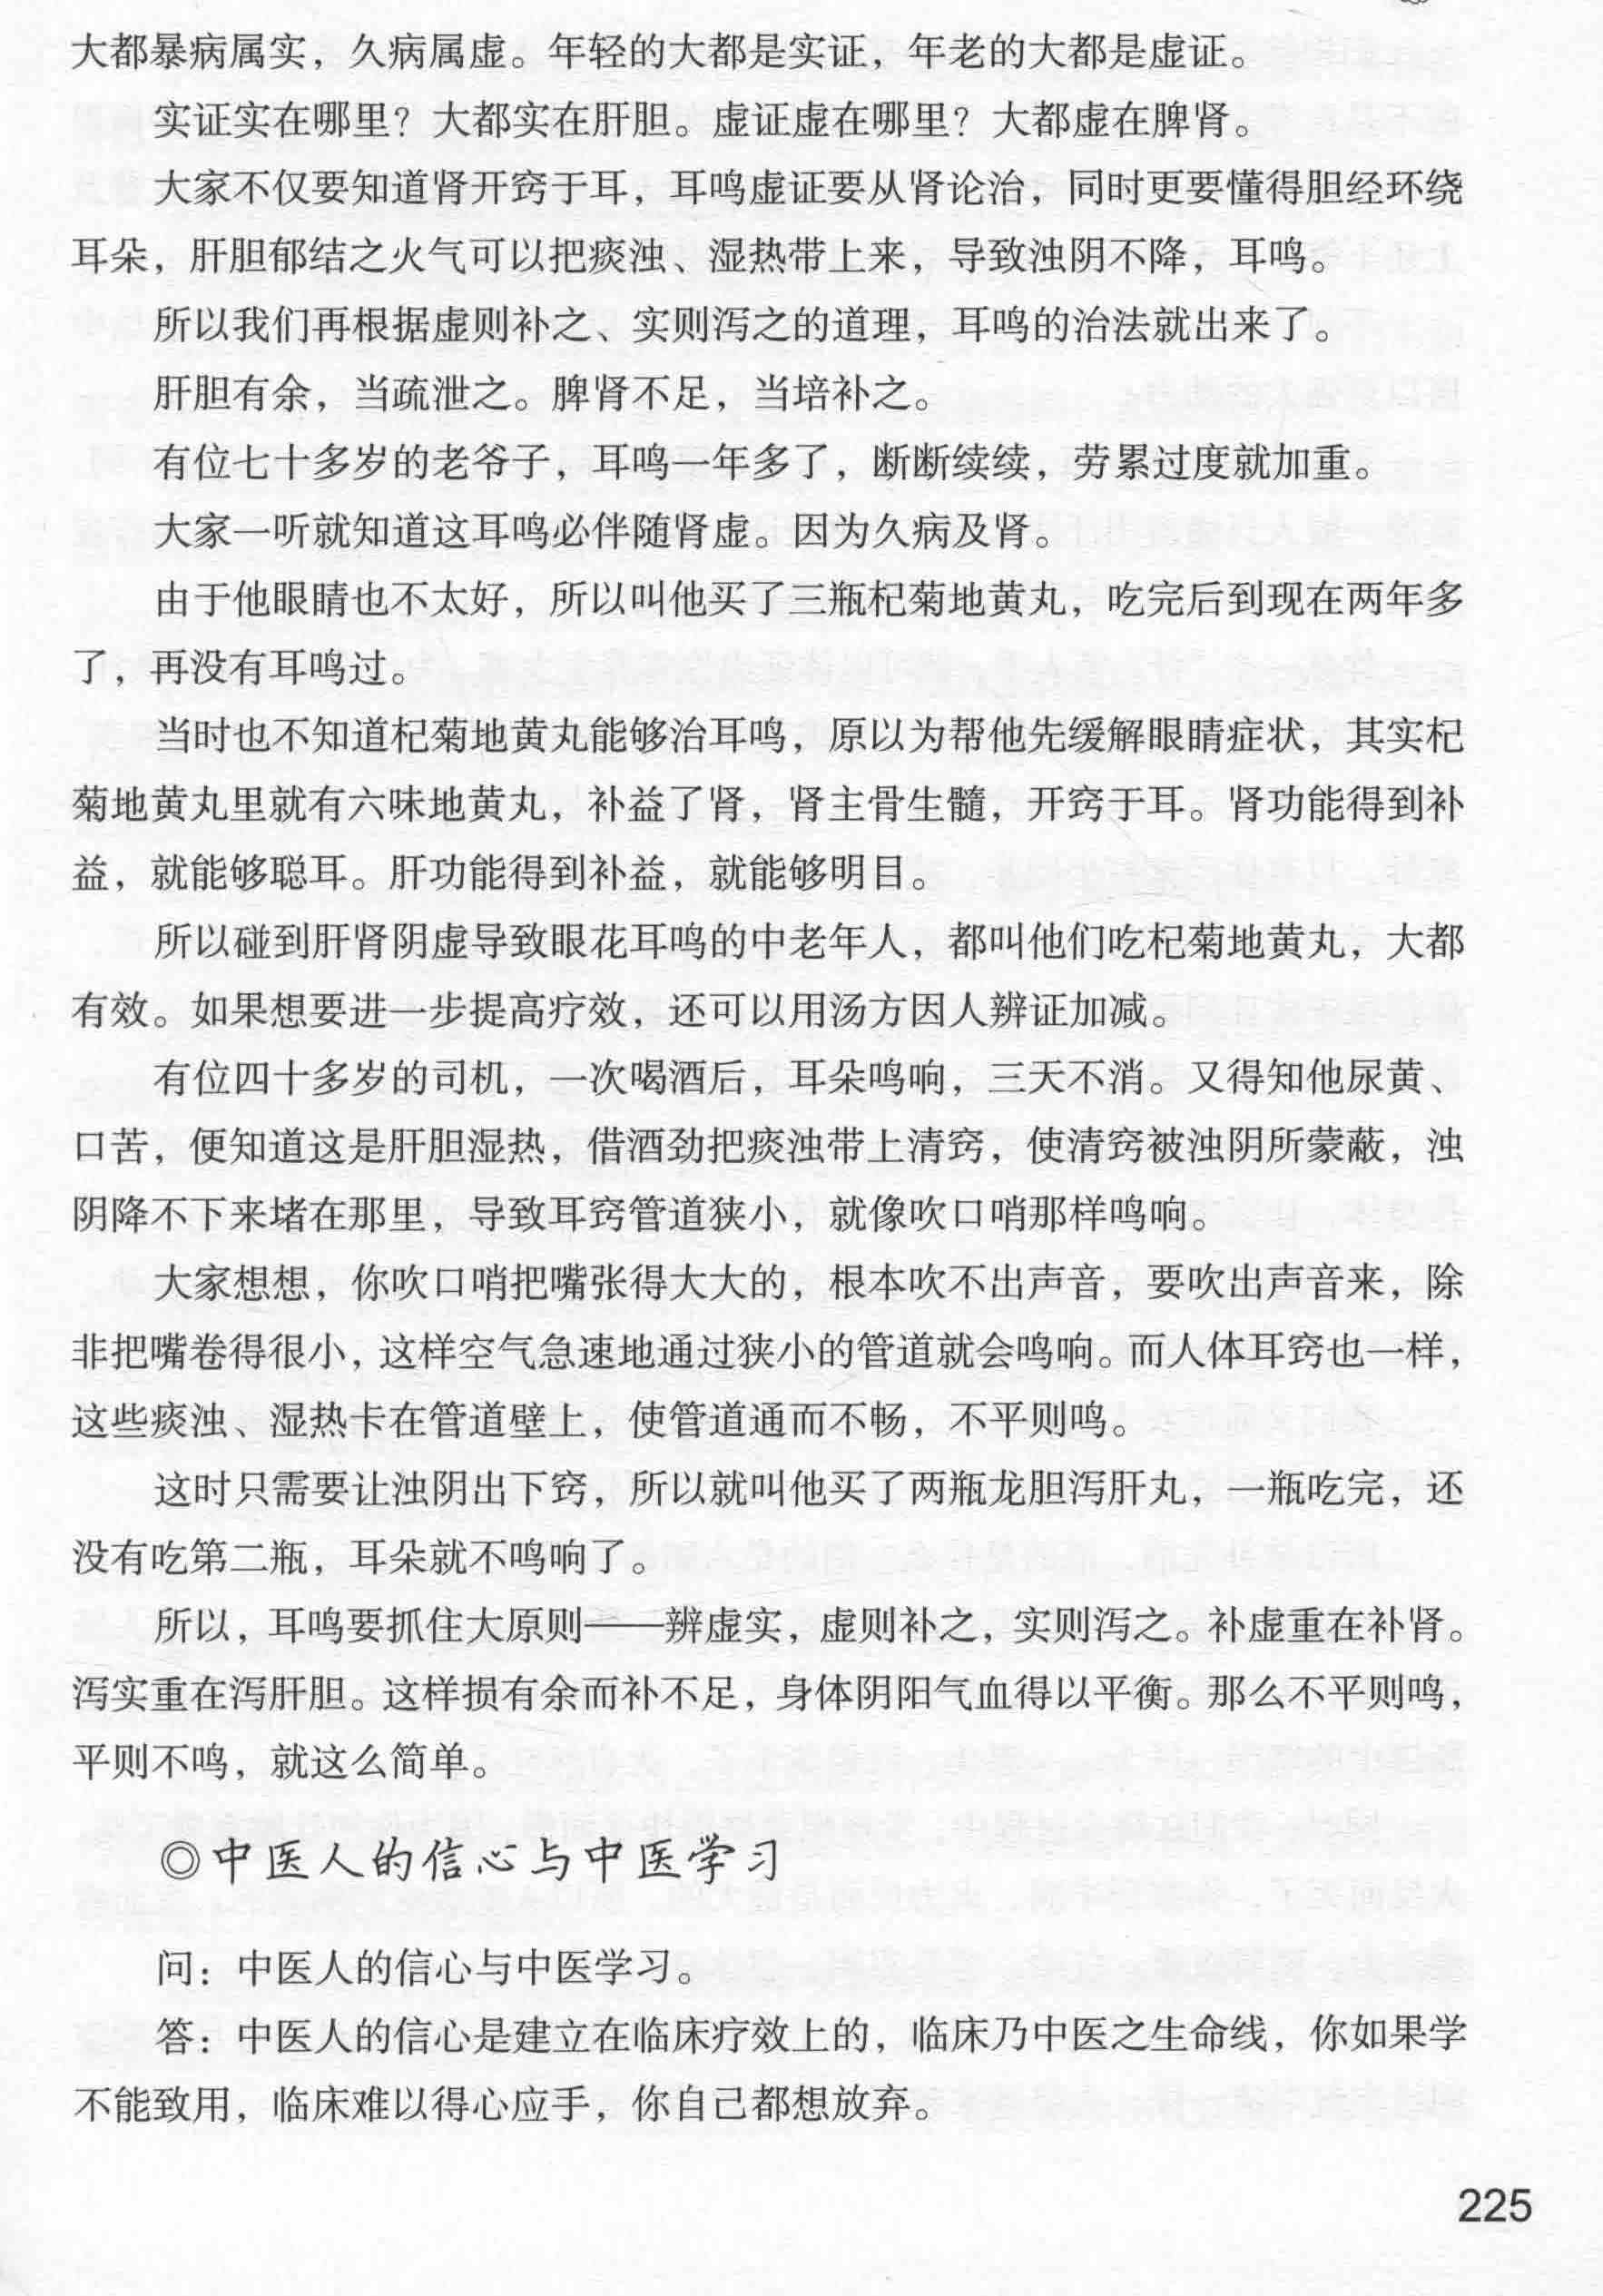 大都暴病属实，久病属虚。年轻的大都是实证，年老的大都是虚证。
实证实在哪里？大都实在肝胆。虚证虚在哪里？大都虚在脾肾。
大家不仅要知道肾开窍于耳，耳鸣虚证要从肾论治，同时更要懂得胆经环绕
耳朵，肝胆郁结之火气可以把痰浊、湿热带上来，导致浊阴不降，耳鸣。
所以我们再根据虚则补之、实则泻之的道理，耳鸣的治法就出来了。
肝胆有余，当疏泄之。脾肾不足，当培补之。
有位七十多岁的老爷子，耳鸣一年多了，断断续续，劳累过度就加重。
大家一听就知道这耳鸣必伴随肾虚。因为久病及肾。
由于他眼睛也不太好，所以叫他买了三瓶杞菊地黄丸，吃完后到现在两年多
了，再没有耳鸣过。
当时也不知道杞菊地黄丸能够治耳鸣，原以为帮他先缓解眼睛症状，其实杞
菊地黄丸里就有六味地黄丸，补益了肾，肾主骨生髓，开窍于耳。肾功能得到补
益，就能够聪耳。肝功能得到补益，就能够明目。
所以碰到肝肾阴虚导致眼花耳鸣的中老年人，都叫他们吃杞菊地黄丸，大都
有效。如果想要进一步提高疗效，还可以用汤方因人辨证加减。
有位四十多岁的司机，一次喝酒后，耳朵鸣响，三天不消。又得知他尿黄、
口苦，便知道这是肝胆湿热，借酒劲把痰浊带上清窍，使清窍被浊阴所蒙蔽，浊
阴降不下来堵在那里，导致耳窍管道狭小，就像吹口哨那样鸣响。
大家想想，你吹口哨把嘴张得大大的，根本吹不出声音，要吹出声音来，除
非把嘴卷得很小，这样空气急速地通过狭小的管道就会鸣响。而人体耳窍也一样，
这些痰浊、湿热卡在管道壁上，使管道通而不畅，不平则鸣。
这时只需要让浊阴出下窍，所以就叫他买了两瓶龙胆泻肝丸，一瓶吃完，还
没有吃第二瓶，耳朵就不鸣响了。
所以，耳鸣要抓住大原则——辨虚实，虚则补之，实则泻之。补虚重在补肾。
泻实重在泻肝胆。这样损有余而补不足，身体阴阳气血得以平衡。那么不平则鸣，
平则不鸣，就这么简单。
◎中医人的信心与中医学习
问：中医人的信心与中医学习。
答：中医人的信心是建立在临床疗效上的，临床乃中医之生命线，你如果学
不能致用，临床难以得心应手，你自己都想放弃。
225